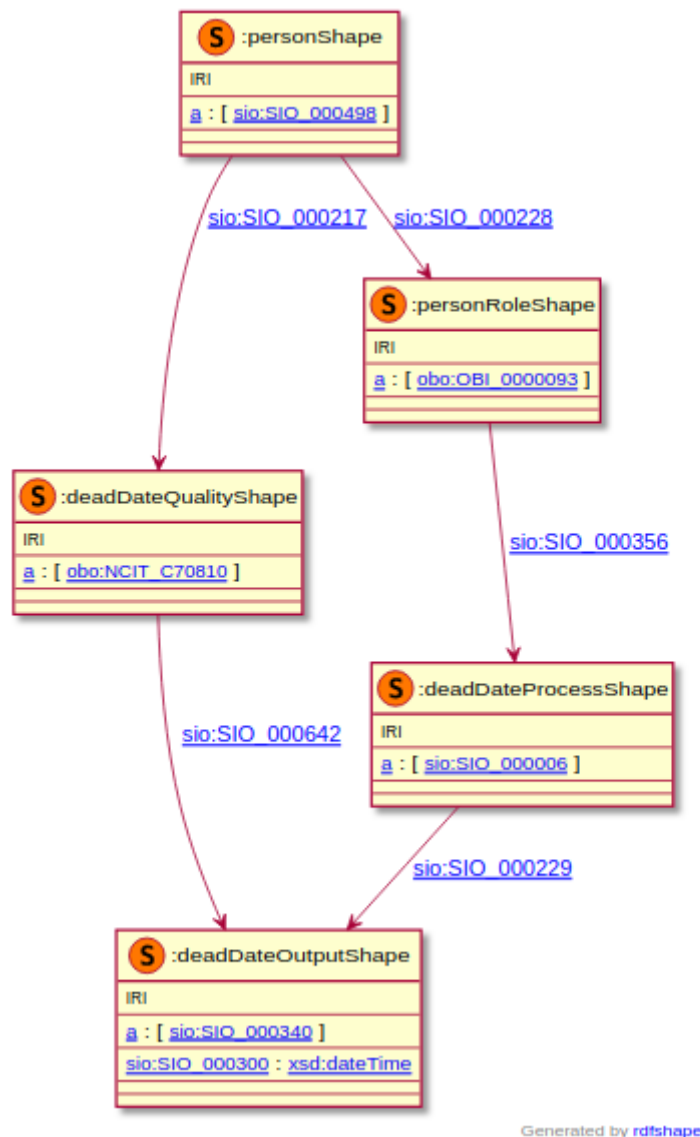 S :personShape
IRI
a : [ sio:SIO_000498 ]
sio:SIO_000217
sio:SIO_000228
S :personRoleShape
IRI
a : [ obo:OBI_0000093 ]
S :deadDateQualityShape
IRI
a : [ obo:NCIT_C70810 ]
sio:SIO_000356
S :deadDateProcessShape
IRI
a : [ sio:SIO_000006 ]
sio:SIO_000642
sio:SIO_000229
S :deadDateOutputShape
IRI
a : [ sio:SIO_000340 ]
sio:SIO_000300 : xsd:dateTime
Generated by rdfshape